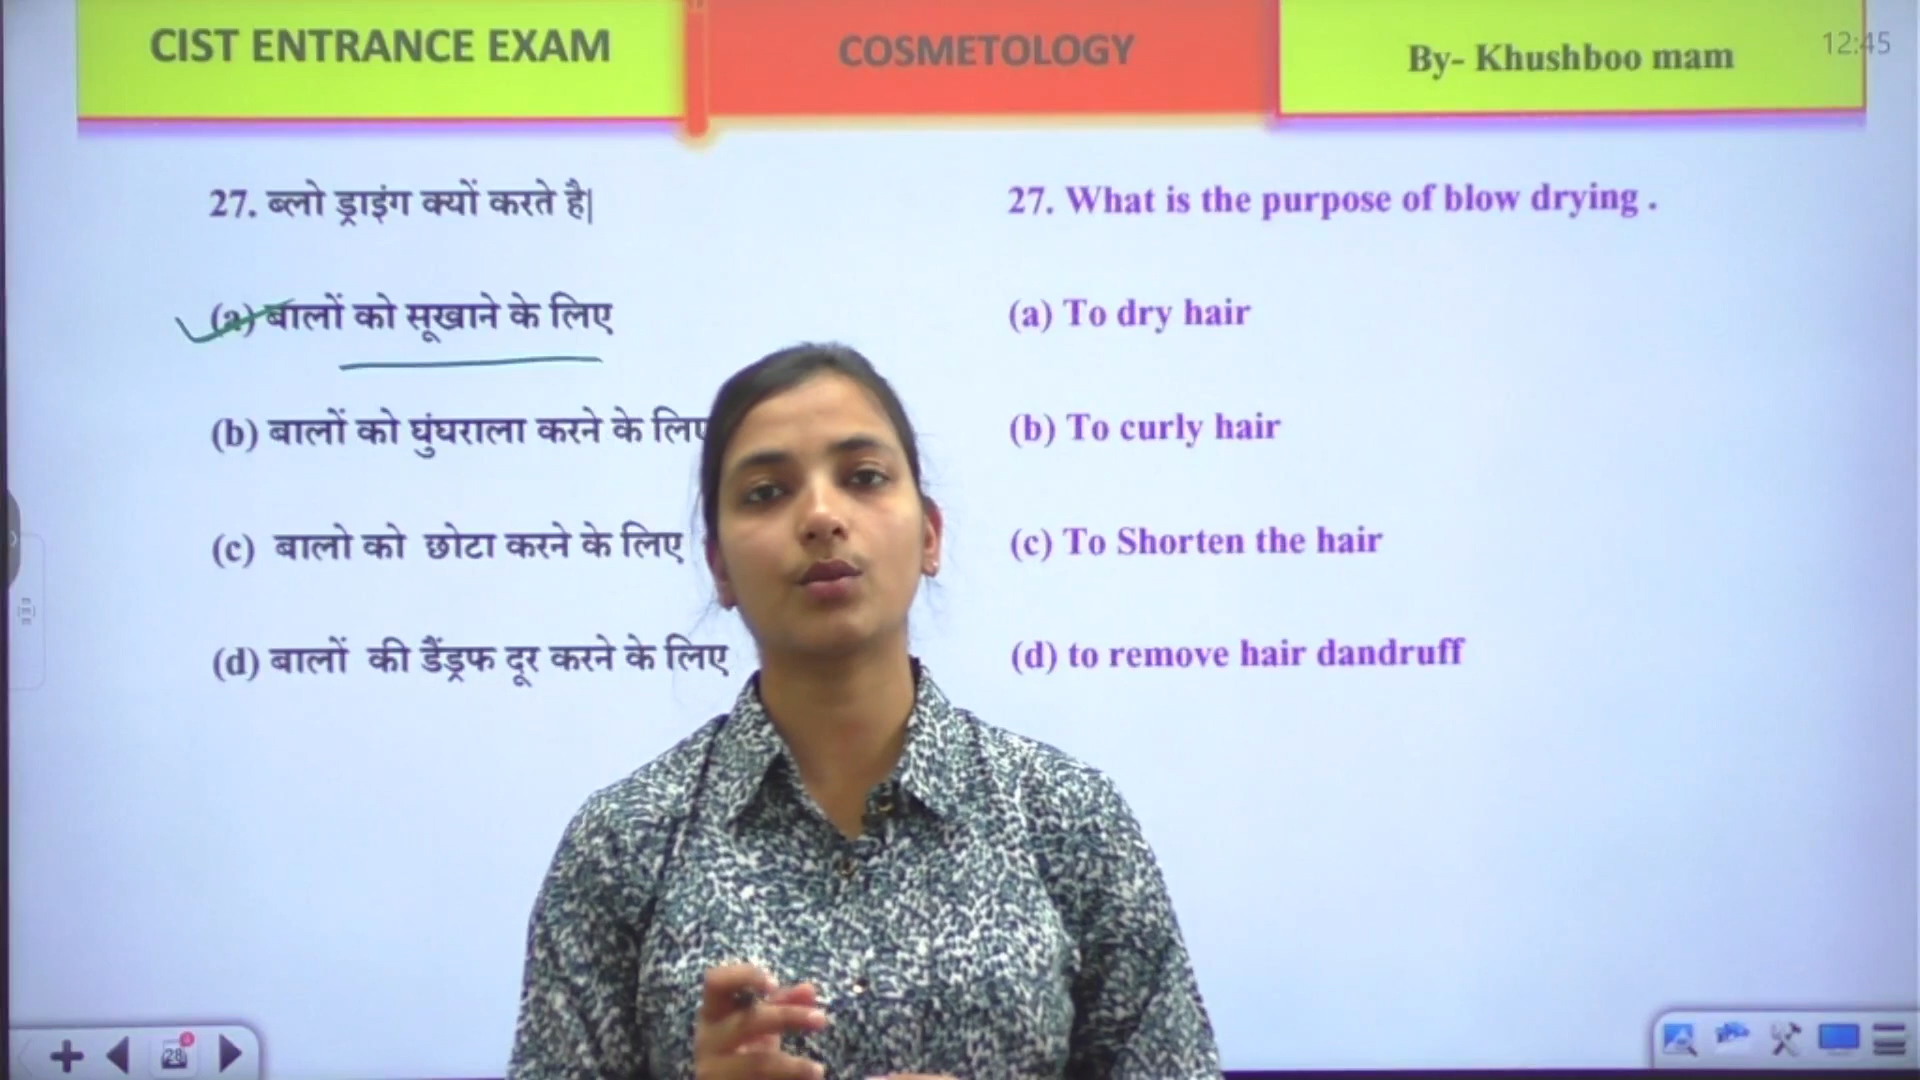 CIST ENTRANCE EXAM
COSMETOLOGY
By- Khushboo mam
12:45
27. ब्लो ड्राइंग क्यों करते है|
(a) बालों को सूखाने के लिए
(b) बालों को घुंघराला करने के लिए
(c) बालो को छोटा करने के लिए
(d) बालों की डैंड्रफ दूर करने के लिए
27. What is the purpose of blow drying .
(a) To dry hair
(b) To curly hair
(c) To Shorten the hair
(d) to remove hair dandruff
28